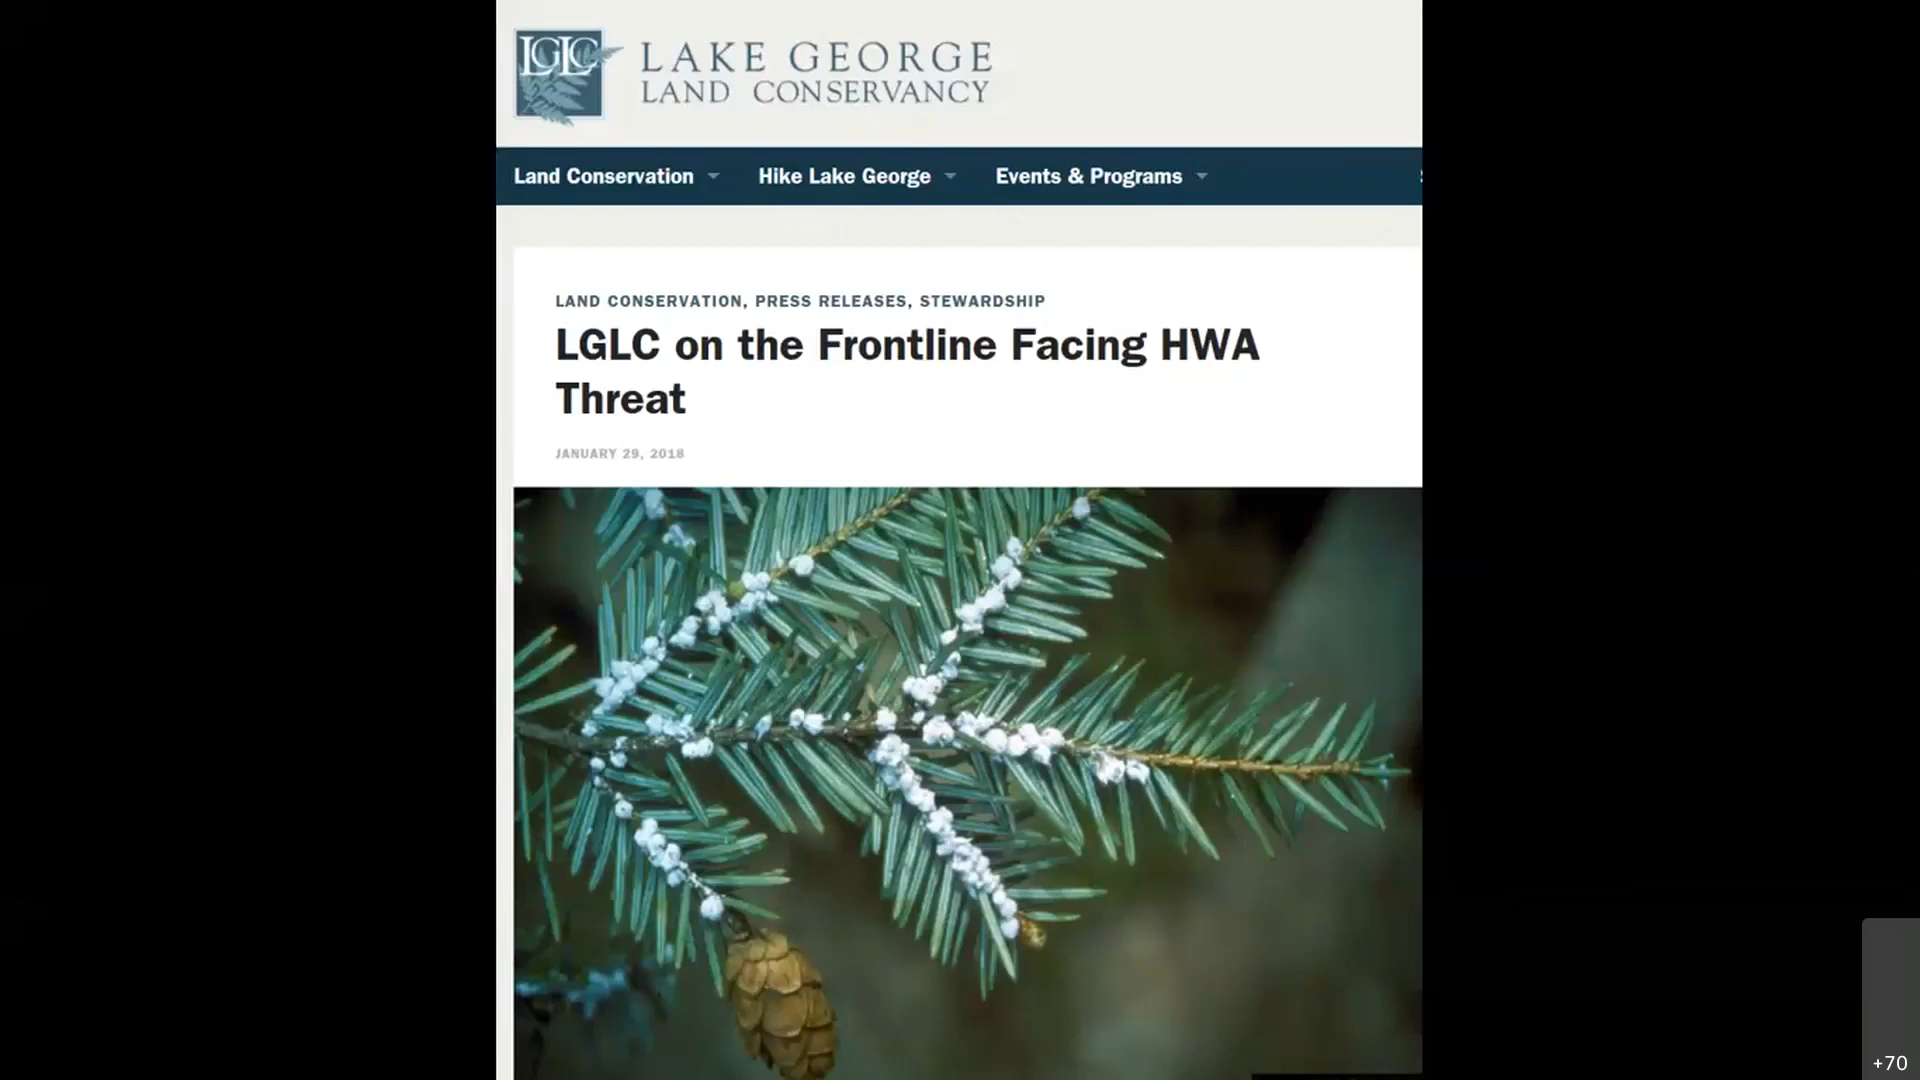 LGLC
LAKE GEORGE
LAND CONSERVANCY
Land Conservation
Hike Lake George
Events & Programs
LAND CONSERVATION, PRESS RELEASES, STEWARDSHIP
LGLC on the Frontline Facing HWA
Threat
JANUARY 29, 2018
+70